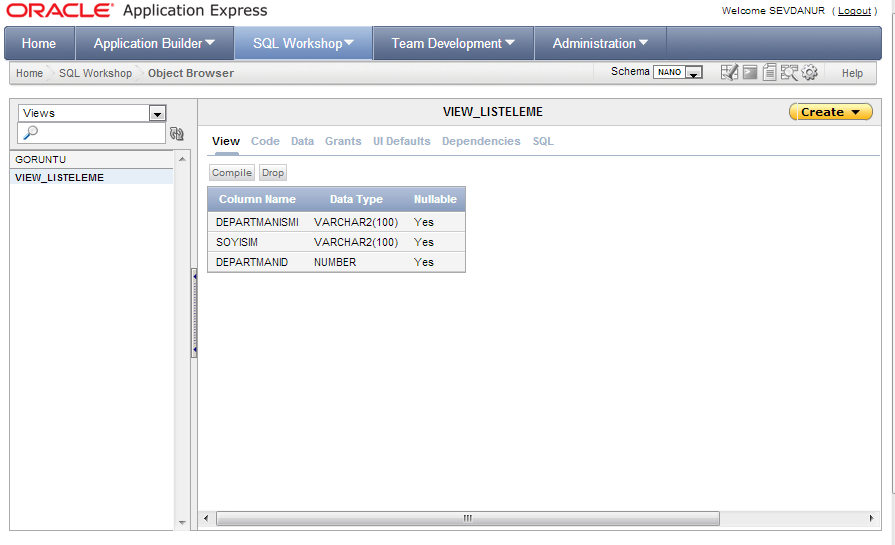 ORACLE® Application Express
Welcome SEVDANUR ( Logout )
Home Application Builder SQL Workshop Team Development Administration
Home SQL Workshop Object Browser Schema NANO Help
Views
VIEW_LISTELEME
Create
View Code Data Grants UI Defaults Dependencies SQL
GORUNTU
VIEW_LISTELEME
Compile Drop
Column Name Data Type Nullable
DEPARTMANISMI VARCHAR2(100) Yes
SOYISIM VARCHAR2(100) Yes
DEPARTMANID NUMBER Yes